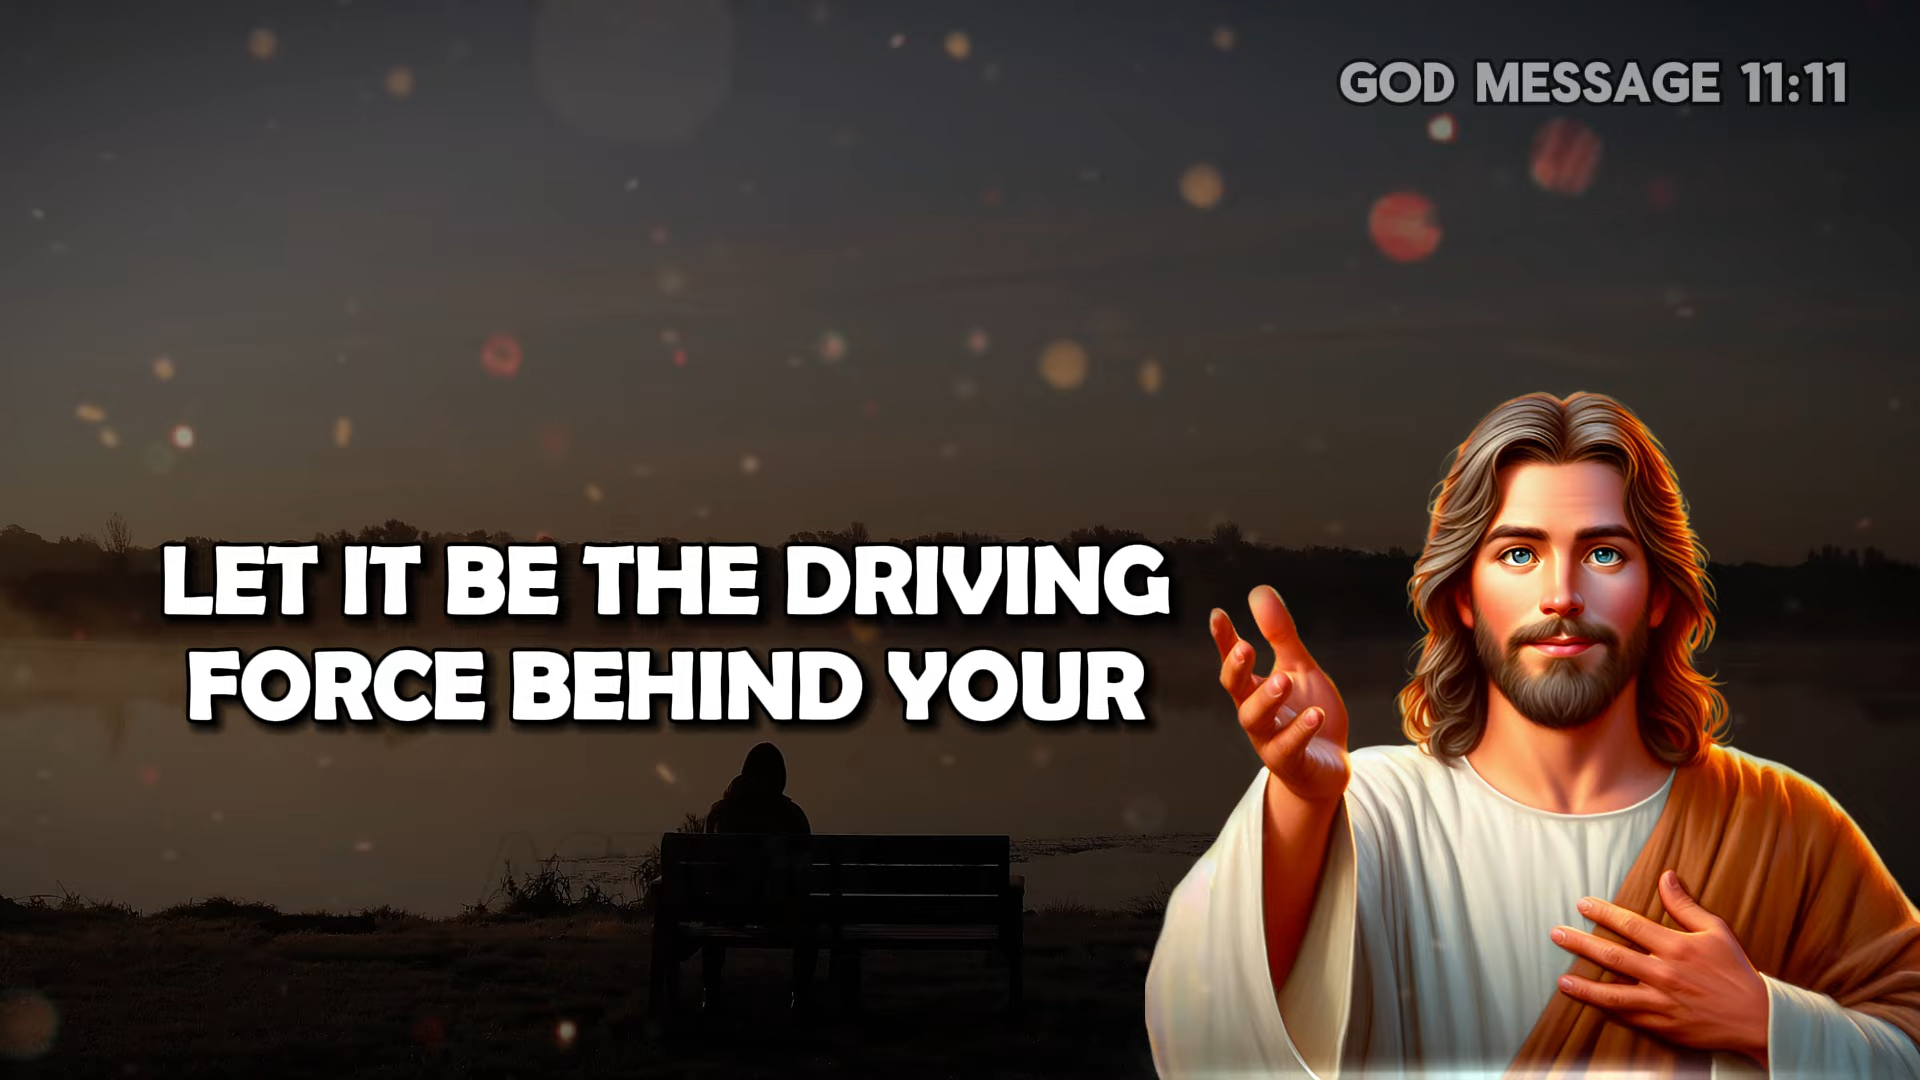 GOD MESSAGE 11:11
LET IT BE THE DRIVING
FORCE BEHIND YOUR